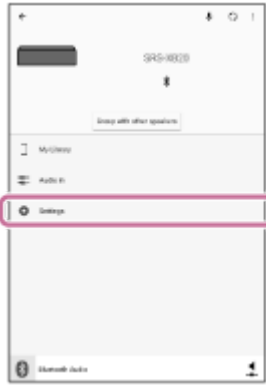 SRS-XB20
Group with other speakers
My Library
Audio in
Settings
Bluetooth Audio